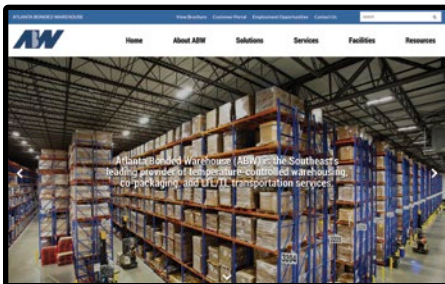 ATLANTA BONDED WAREHOUSE View Brochure Customer Portal Employment Opportunities Contact Us
ABW Home About ABW Solutions Services Facilities Resources
Atlanta Bonded Warehouse (ABW) is the Southeast's
leading provider of temperature-controlled warehousing,
co-packaging, and LTL/TL transportation services.
3204